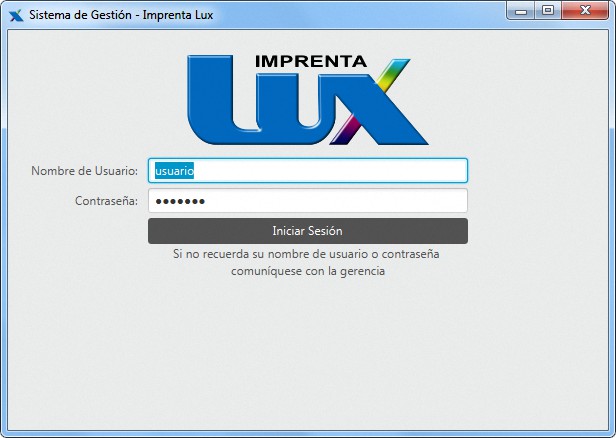 Sistema de Gestión - Imprenta Lux
IMPRENTA
LUX
Nombre de Usuario: usuario
Contraseña: •••••••
Iniciar Sesión
Si no recuerda su nombre de usuario o contraseña
comuníquese con la gerencia